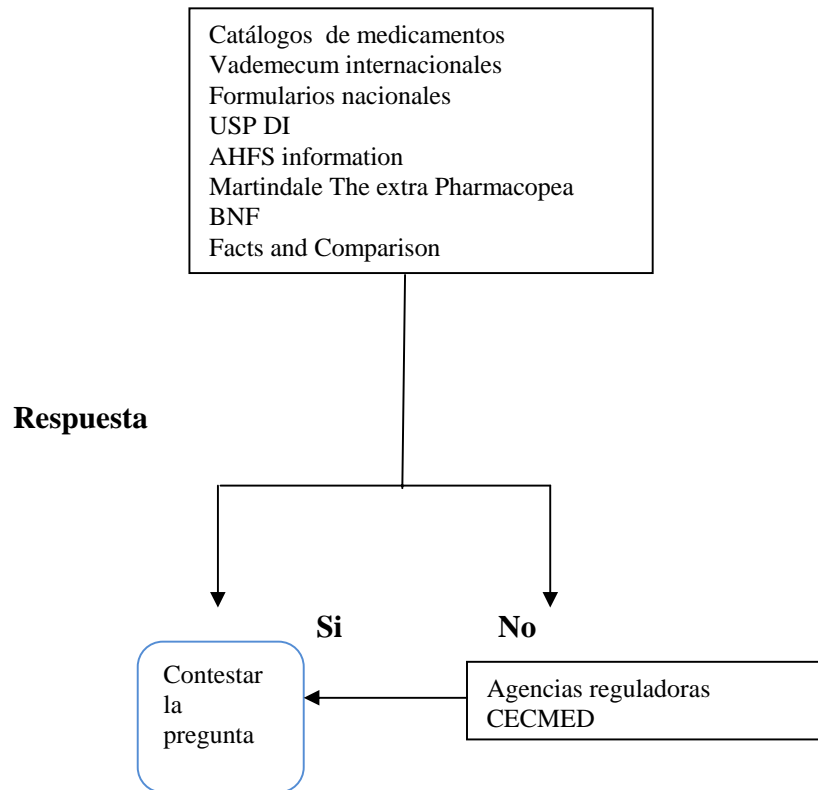 Catálogos de medicamentos
Vademecum internacionales
Formularios nacionales
USP DI
AHFS information
Martindale The extra Pharmacopea
BNF
Facts and Comparison
Respuesta
Si
No
Contestar
la
pregunta
Agencias reguladoras
CECMED